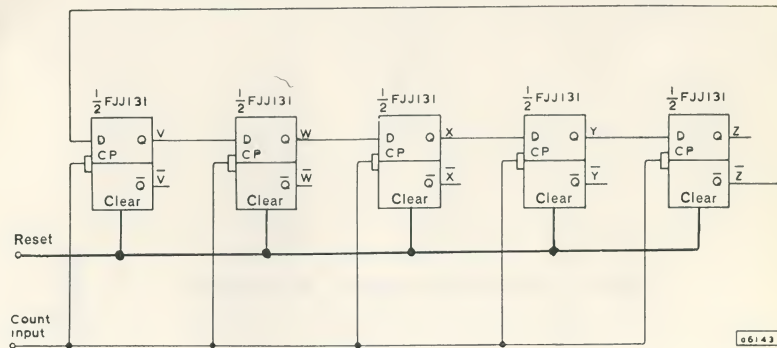 1/2 FJJ131 1/2 FJJ131 1/2 FJJ131 1/2 FJJ131 1/2 FJJ131
D Q V D Q W D Q X D Q Y D Q Z
CP CP CP CP CP
Q̅ V̅ Q̅ W̅ Q̅ X̅ Q̅ Y̅ Q̅ Z̅
Clear Clear Clear Clear Clear
Reset
Count
input
a6143